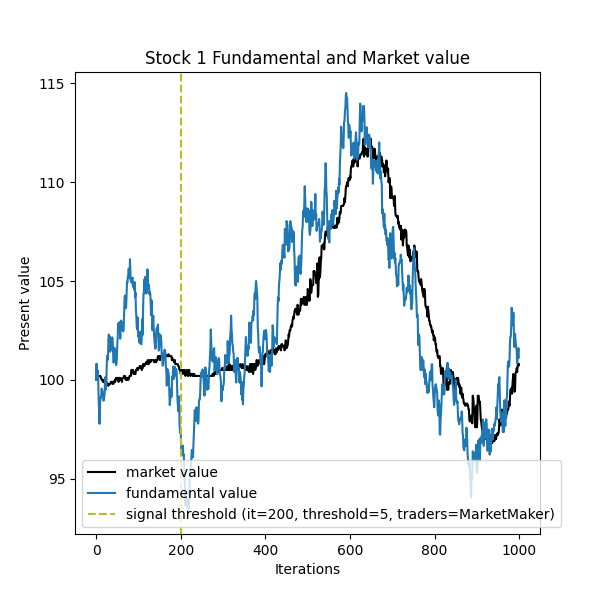 Stock 1 Fundamental and Market value
115
110
105
100
95
Present value
market value
fundamental value
signal threshold (it=200, threshold=5, traders=MarketMaker)
0 200 400 600 800 1000
Iterations